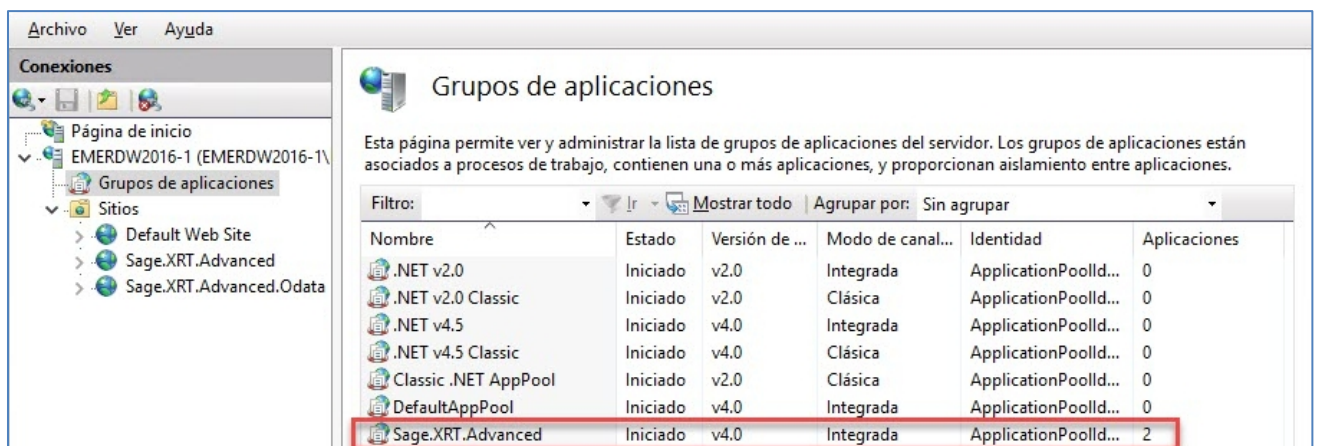 Archivo Ver Ayuda
Conexiones
Grupos de aplicaciones
Página de inicio
EMERDW2016-1 (EMERDW2016-1\
Grupos de aplicaciones
Sitios
Default Web Site
Sage.XRT.Advanced
Sage.XRT.Advanced.Odata
Esta página permite ver y administrar la lista de grupos de aplicaciones del servidor. Los grupos de aplicaciones están
asociados a procesos de trabajo, contienen una o más aplicaciones, y proporcionan aislamiento entre aplicaciones.
Filtro: Ir Mostrar todo Agrupar por: Sin agrupar
Nombre Estado Versión de ... Modo de canal... Identidad Aplicaciones
.NET v2.0 Iniciado v2.0 Integrada ApplicationPoolId... 0
.NET v2.0 Classic Iniciado v2.0 Clásica ApplicationPoolId... 0
.NET v4.5 Iniciado v4.0 Integrada ApplicationPoolId... 0
.NET v4.5 Classic Iniciado v4.0 Clásica ApplicationPoolId... 0
Classic .NET AppPool Iniciado v2.0 Clásica ApplicationPoolId... 0
DefaultAppPool Iniciado v4.0 Integrada ApplicationPoolId... 0
Sage.XRT.Advanced Iniciado v4.0 Integrada ApplicationPoolId... 2